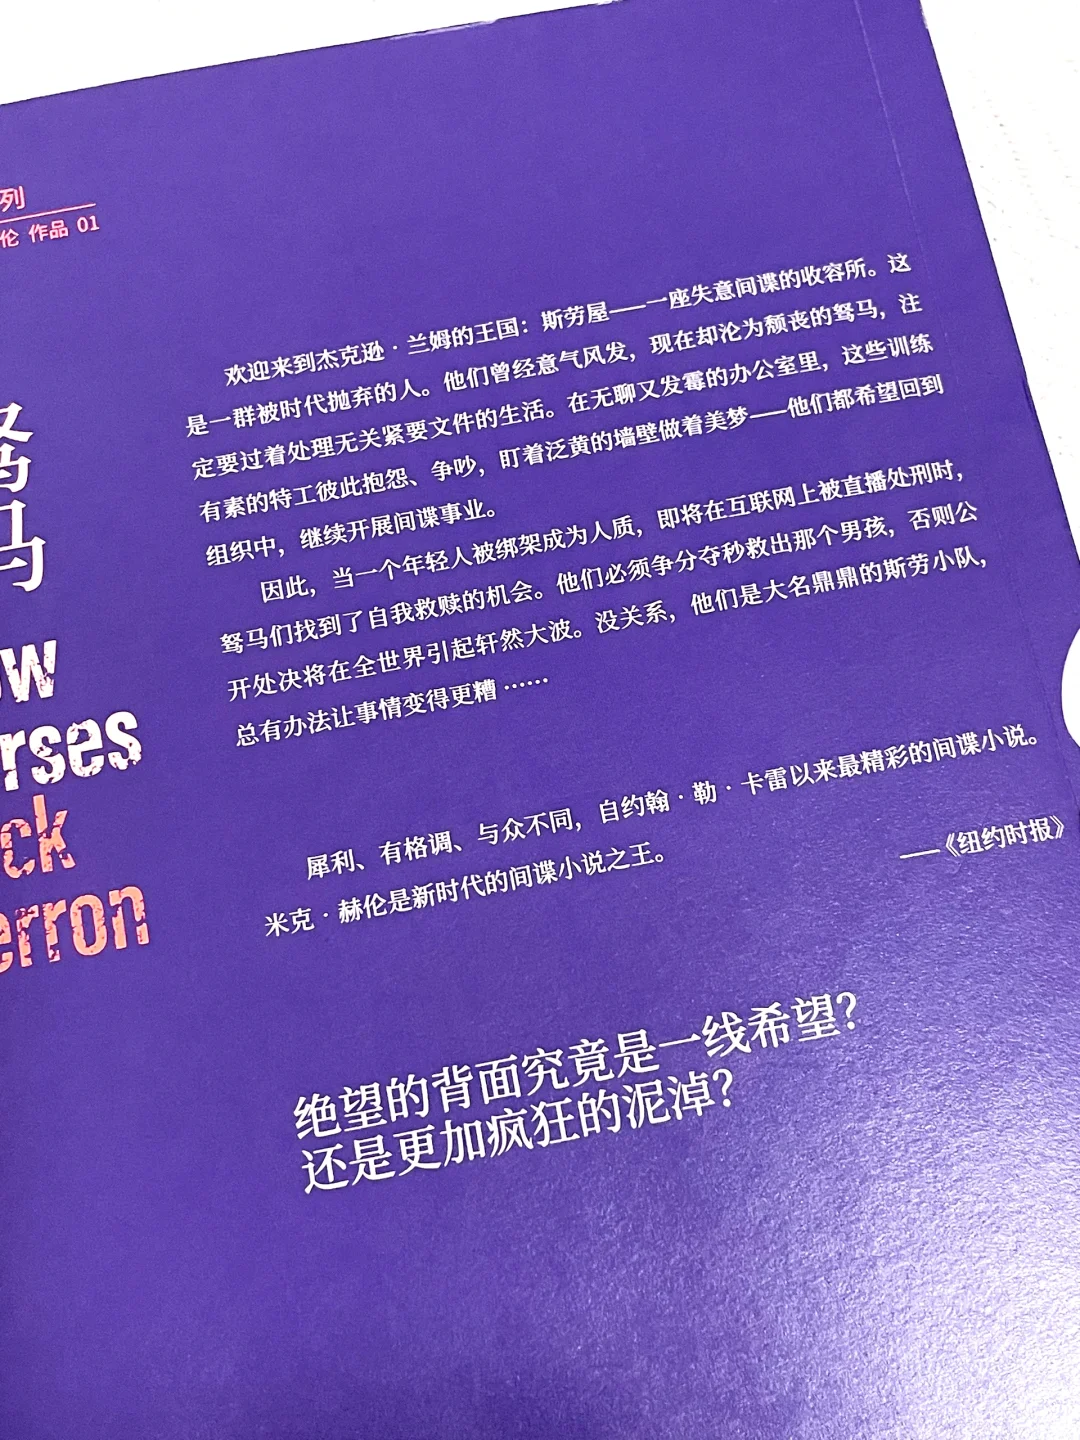 列
伦 作品 01
驽马
ow
rses
ck
erron
欢迎来到杰克逊·兰姆的王国：斯劳屋——一座失意间谍的收容所。这
是一群被时代抛弃的人。他们曾经意气风发，现在却沦为颓丧的驽马，注
定要过着处理无关紧要文件的生活。在无聊又发霉的办公室里，这些训练
有素的特工彼此抱怨、争吵，盯着泛黄的墙壁做着美梦——他们都希望回到
组织中，继续开展间谍事业。
因此，当一个年轻人被绑架成为人质，即将在互联网上被直播处刑时，
驽马们找到了自我救赎的机会。他们必须争分夺秒救出那个男孩，否则公
开处决将在全世界引起轩然大波。没关系，他们是大名鼎鼎的斯劳小队，
总有办法让事情变得更糟……
犀利、有格调、与众不同，自约翰·勒·卡雷以来最精彩的间谍小说。
米克·赫伦是新时代的间谍小说之王。
——《纽约时报》
绝望的背面究竟是一线希望？
还是更加疯狂的泥淖？